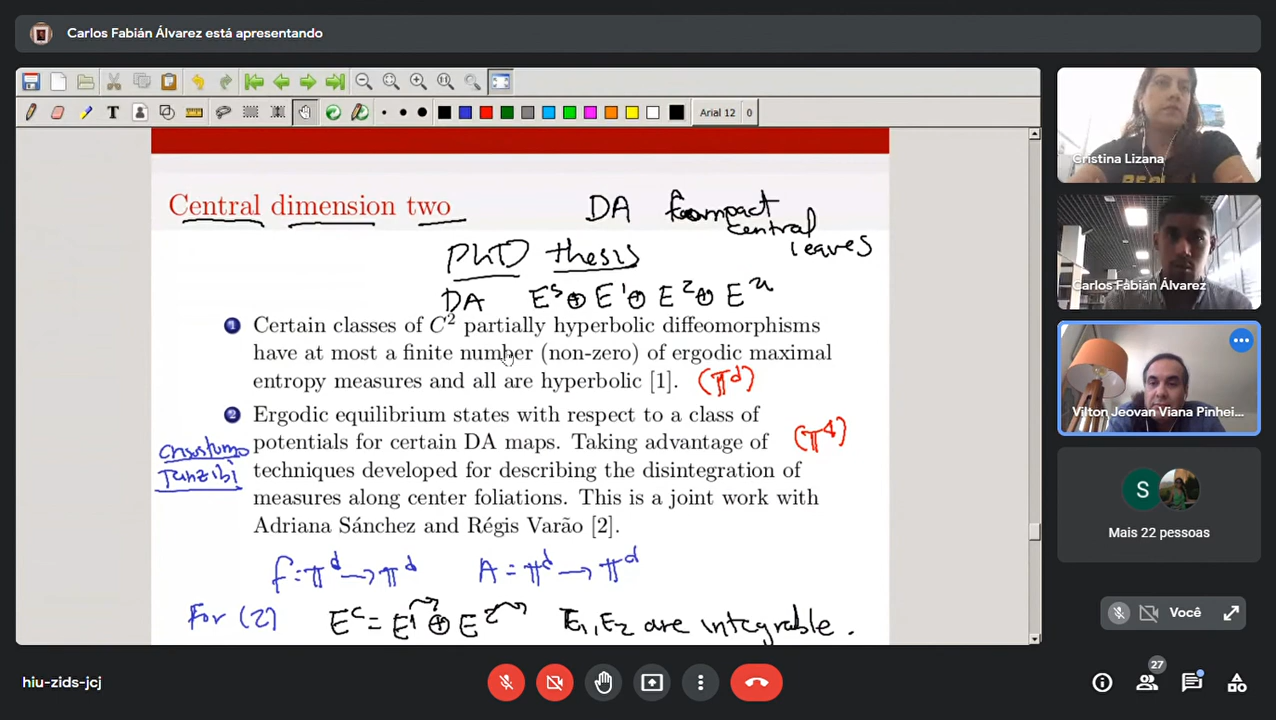 Carlos Fabián Álvarez está apresentando
Arial 12 0
Central dimension two
DA compact
central
leaves
PhD thesis
DA E^s ⊕ E^1 ⊕ E^2 ⊕ E^u
1 Certain classes of C² partially hyperbolic diffeomorphisms
have at most a finite number (non-zero) of ergodic maximal
entropy measures and all are hyperbolic [1]. (𝕋^d)
2 Ergodic equilibrium states with respect to a class of
potentials for certain DA maps. Taking advantage of (𝕋^4)
techniques developed for describing the disintegration of
measures along center foliations. This is a joint work with
Adriana Sánchez and Régis Varão [2].
Crisostomo
Tahzibi
f: 𝕋^d → 𝕋^d A = 𝕋^d → 𝕋^d
For (2) E^c = E^1 ⊕ E^2 E_1, E_2 are integrable.
Cristina Lizana
Carlos Fabián Álvarez
Vilton Jeovan Viana Pinhei...
S
Mais 22 pessoas
Você
hiu-zids-jcj
27